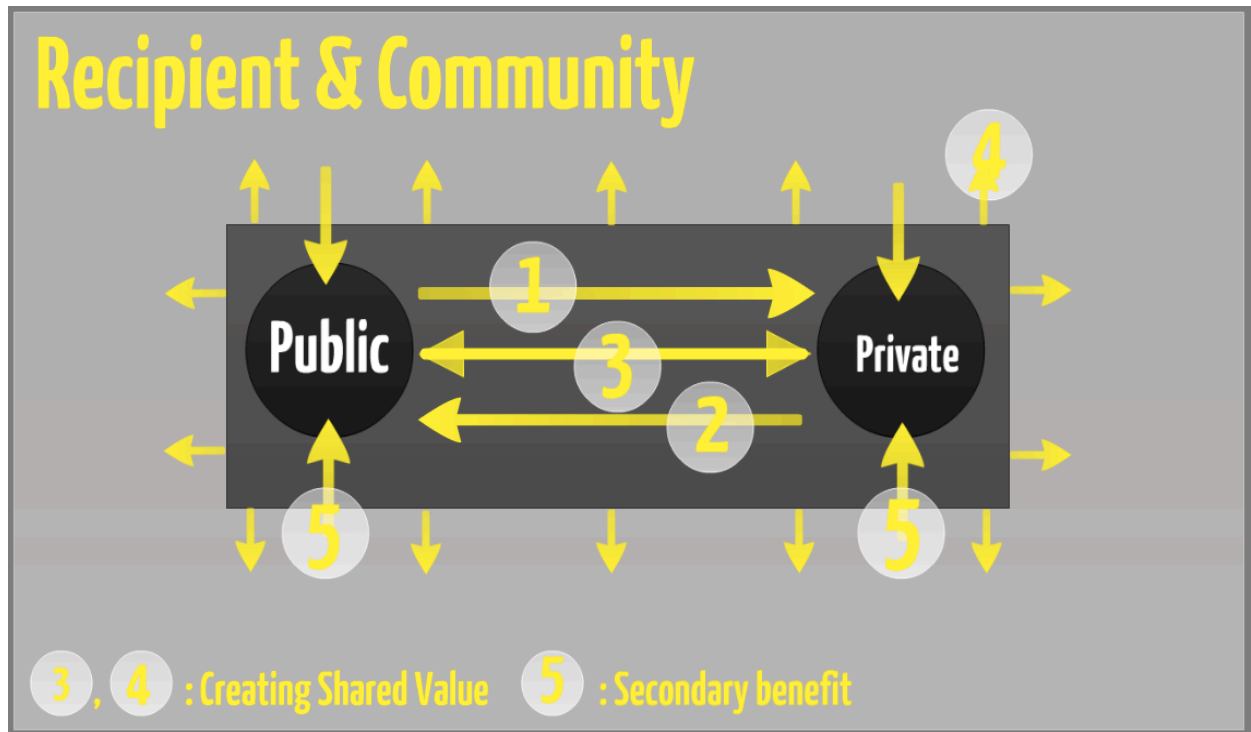 Recipient & Community
4
1
Public
3
Private
2
5
5
3 , 4 : Creating Shared Value 5 : Secondary benefit